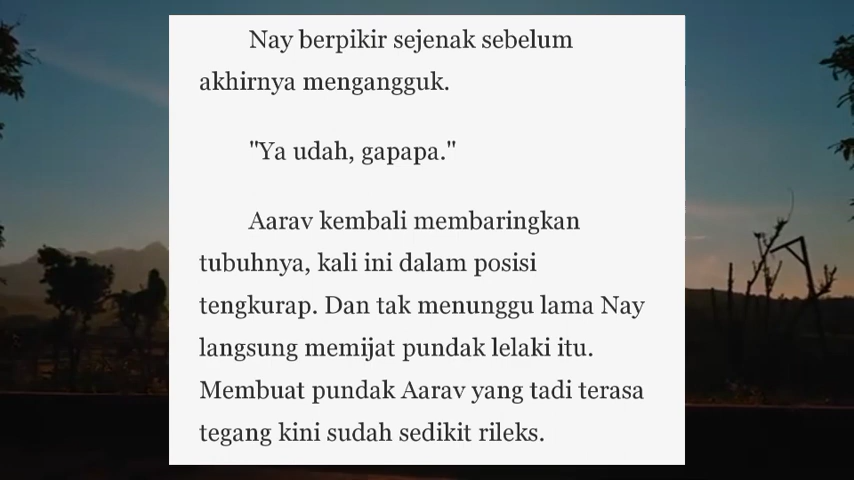 Nay berpikir sejenak sebelum
akhirnya mengangguk.
"Ya udah, gapapa."
Aarav kembali membaringkan
tubuhnya, kali ini dalam posisi
tengkurap. Dan tak menunggu lama Nay
langsung memijat pundak lelaki itu.
Membuat pundak Aarav yang tadi terasa
tegang kini sudah sedikit rileks.